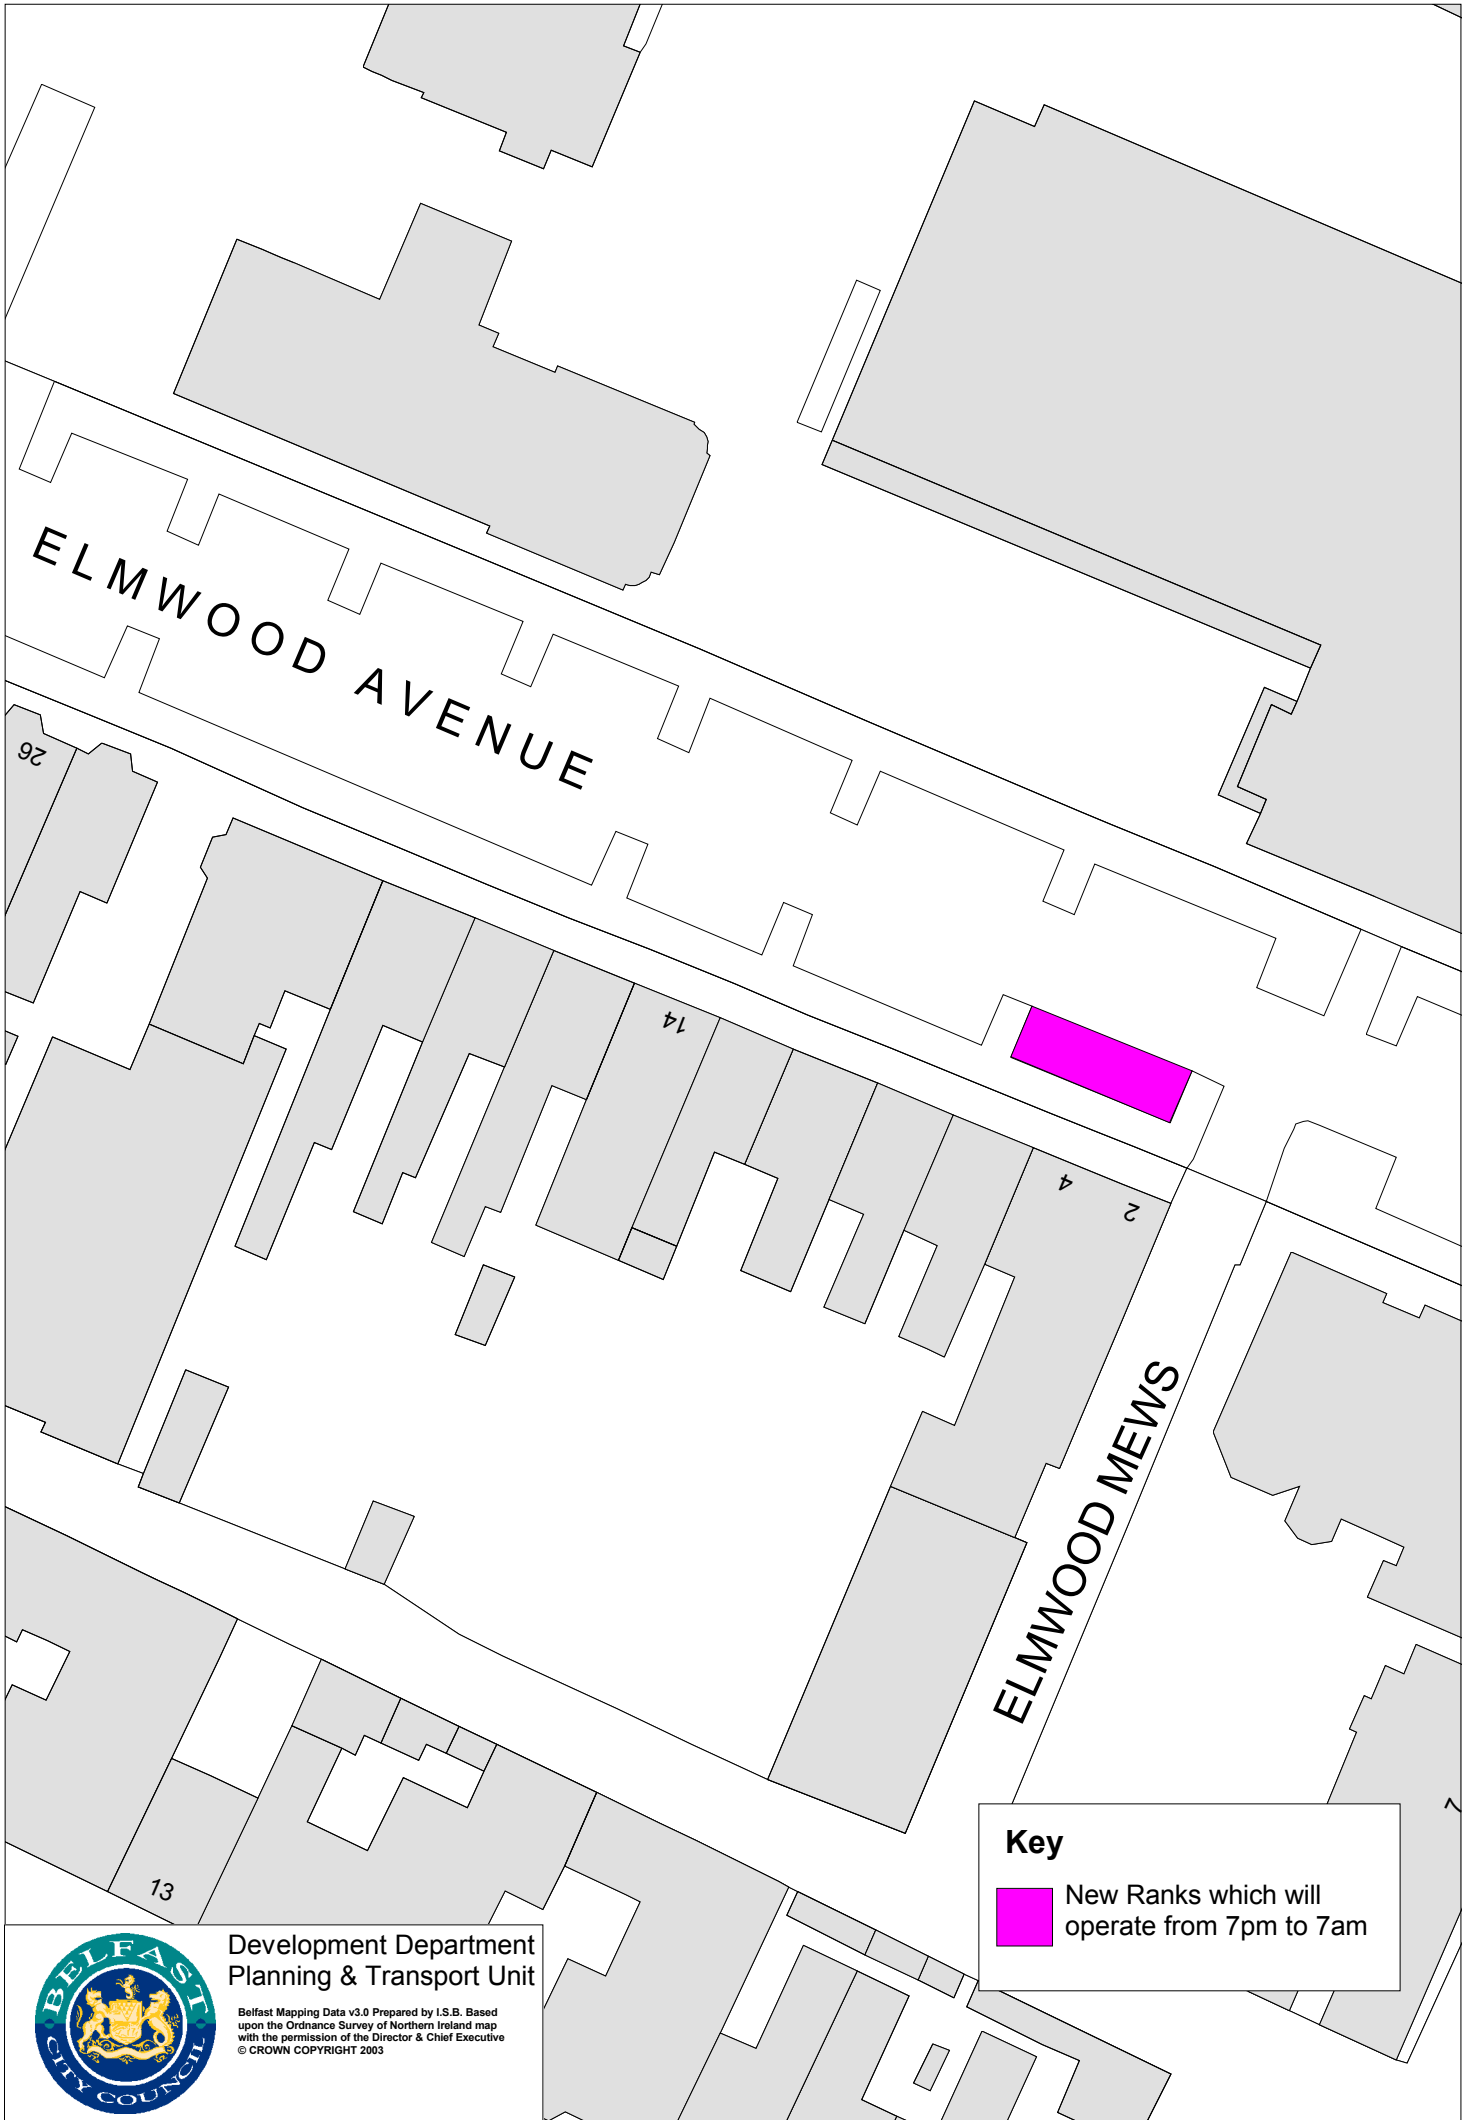 ELMWOOD AVENUE
26
14
4
2
ELMWOOD MEWS
7
13
Key
New Ranks which will
operate from 7pm to 7am
BELFAST
CITY COUNCIL
Development Department
Planning & Transport Unit
Belfast Mapping Data v3.0 Prepared by I.S.B. Based
upon the Ordnance Survey of Northern Ireland map
with the permission of the Director & Chief Executive
© CROWN COPYRIGHT 2003